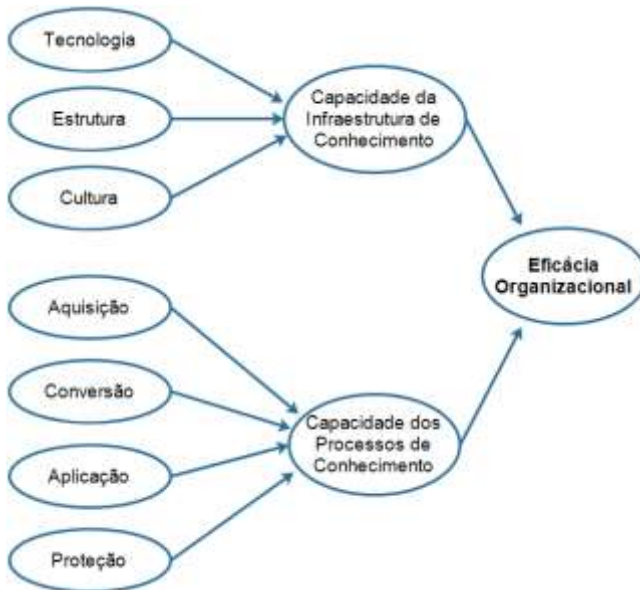 Tecnologia
Estrutura
Cultura
Capacidade da
Infraestrutura de
Conhecimento
Eficácia
Organizacional
Aquisição
Conversão
Aplicação
Proteção
Capacidade dos
Processos de
Conhecimento